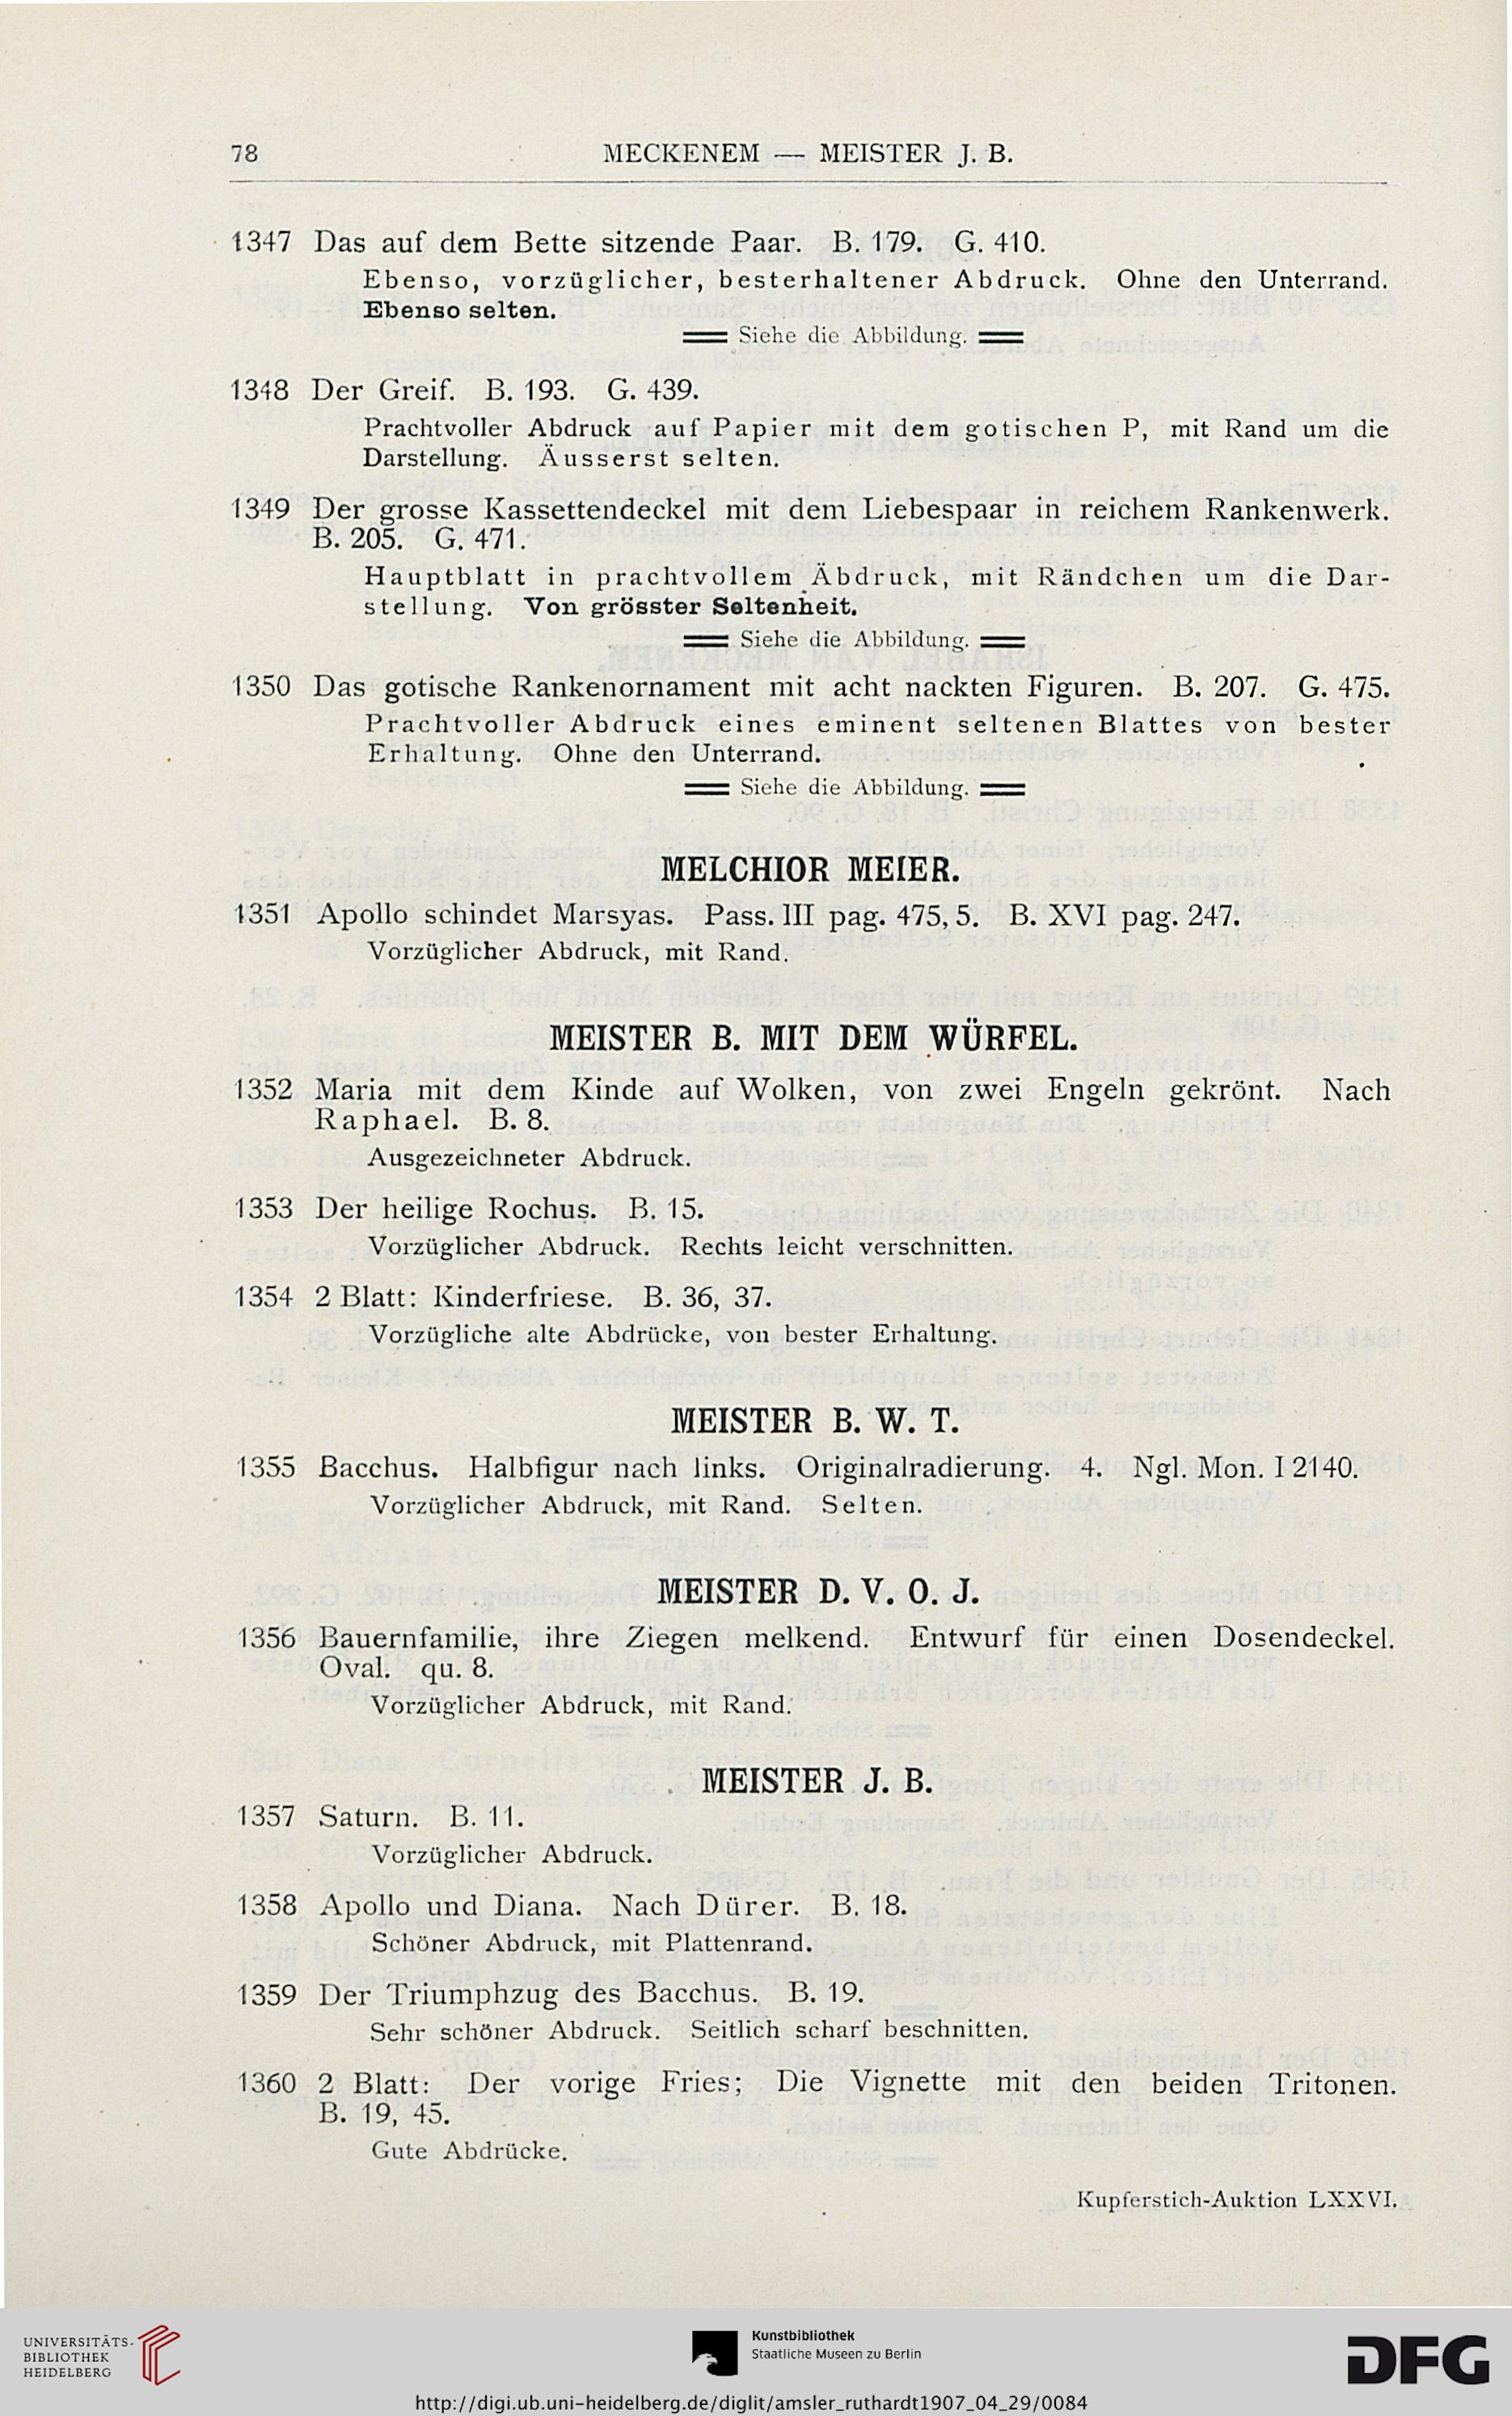 78
MECKENEM — MEISTER J. B.
1347 Das auf dem Bette sitzende Paar. B. 179. G. 410.
Ebenso, vorzüglicher, besterhaltener Abdruck. Ohne den Unterrand.
Ebenso selten.
Siehe die Abbildung.
1348 Der Greif. B. 193. G. 439.
Prachtvoller Abdruck auf Papier mit dem gotischen P, mit Rand um die
Darstellung. Äusserst selten.
1349 Der grosse Kassettendeckel mit dem Liebespaar in reichem Rankenwerk.
B. 205. G. 471.
Hauptblatt in prachtvollem Äbdruck, mit Rändchen um die Dar-
stellung. Von grösster Seltenheit.
Siehe die Abbildung.
1350 Das gotische Rankenornament mit acht nackten Figuren. B. 207. G. 475.
Prachtvoller Abdruck eines eminent seltenen Blattes von bester
Erhaltung. Ohne den Unterrand.
Siehe die Abbildung.
MELCHIOR MEIER.
1351 Apollo schindet Marsyas. Pass. III pag. 475, 5. B. XVI pag. 247.
Vorzüglicher Abdruck, mit Rand.
MEISTER B. MIT DEM WÜRFEL.
1352 Maria mit dem Kinde auf Wolken, von zwei Engeln gekrönt. Nach
Raphael. B. 8.
Ausgezeichneter Abdruck.
1353 Der heilige Rochus. B. 15.
Vorzüglicher Abdruck. Rechts leicht verschnitten.
1354 2 Blatt: Kinderfriese. B. 36, 37.
Vorzügliche alte Abdrücke, von bester Erhaltung.
MEISTER B. W. T.
1355 Bacchus. Halbfigur nach links. Originalradierung. 4. Ngl. Mon. I 2140.
Vorzüglicher Abdruck, mit Rand. Selten.
MEISTER D. V. O. J.
1356 Bauernfamilie, ihre Ziegen melkend. Entwurf für einen Dosendeckel.
Oval. qu. 8.
Vorzüglicher Abdruck, mit Rand.
MEISTER J. B.
1357 Saturn. B. 11.
Vorzüglicher Abdruck.
1358 Apollo und Diana. Nach Dürer. B. 18.
Schöner Abdruck, mit Plattenrand.
1359 Der Triumphzug des Bacchus. B. 19.
Sehr schöner Abdruck. Seitlich scharf beschnitten.
1360 2 Blatt: Der vorige Fries; Die Vignette mit den beiden Tritonen.
B. 19, 45.
Gute Abdrücke.
Kupferstich-Auktion LXXVI.
UNIVERSITÄTS-
BIBLIOTHEK
HEIDELBERG
Kunstbibliothek
Staatliche Museen zu Berlin
DFG
http://digi.ub.uni-heidelberg.de/diglit/amsler_ruthardt1907_04_29/0084